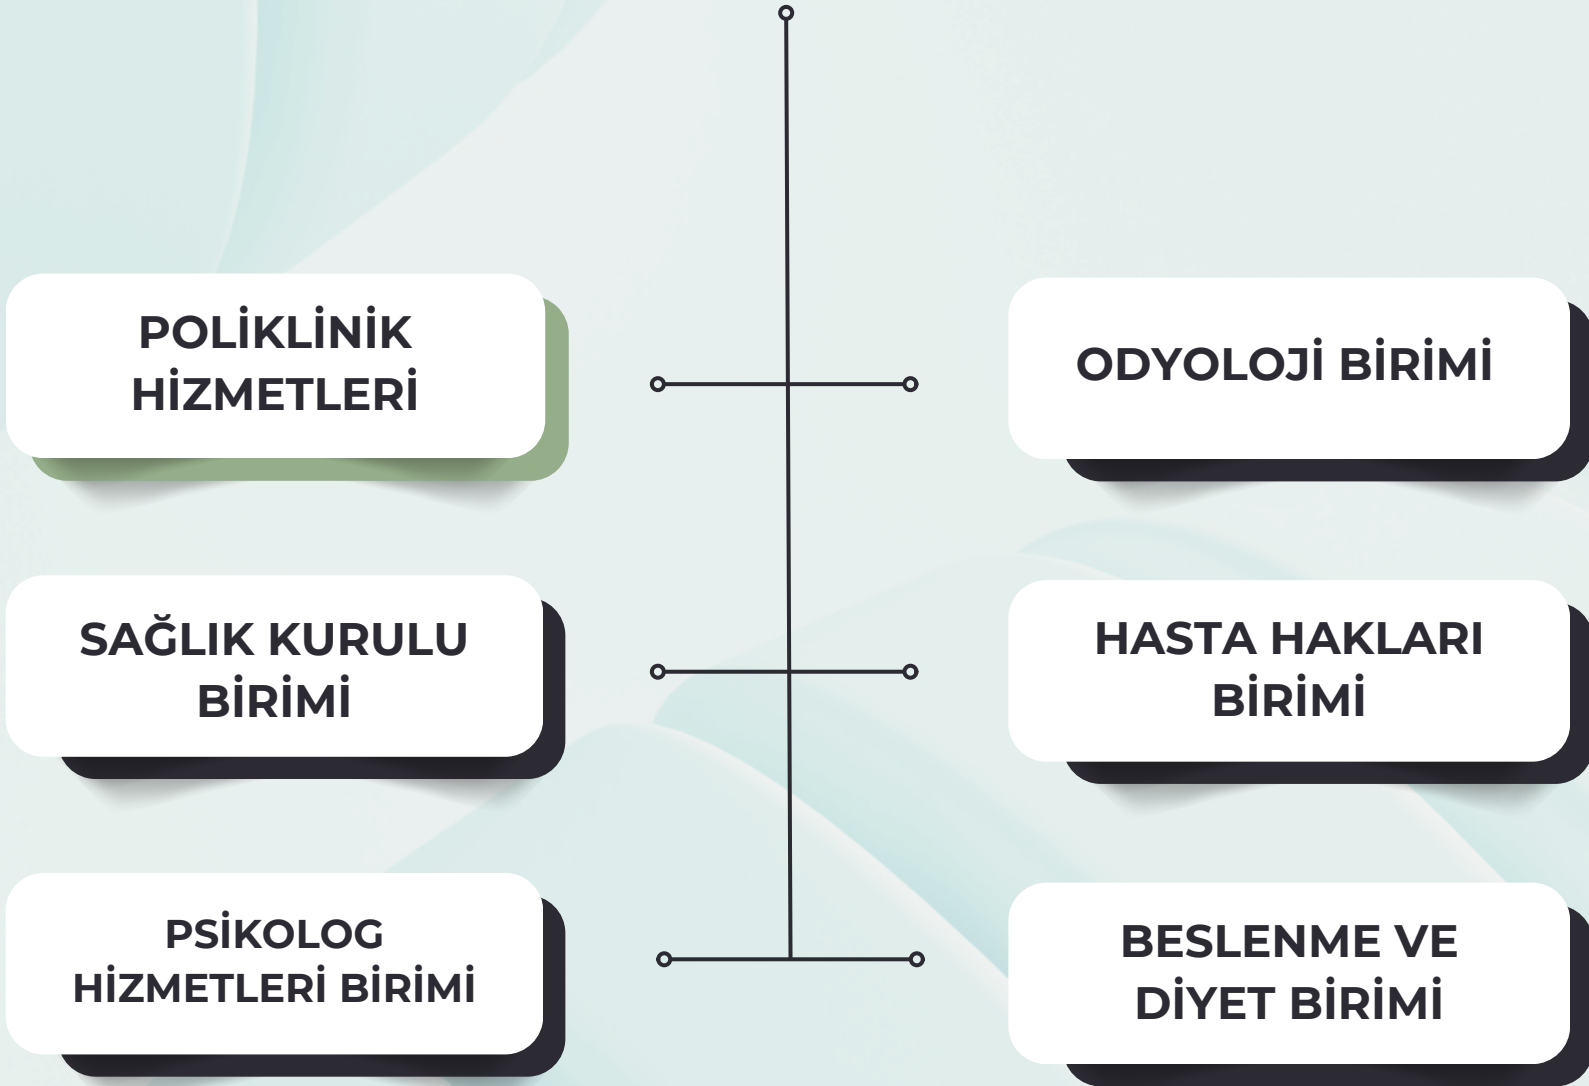 POLİKLİNİK
HİZMETLERİ
ODYOLOJİ BİRİMİ
SAĞLIK KURULU
BİRİMİ
HASTA HAKLARI
BİRİMİ
PSİKOLOG
HİZMETLERİ BİRİMİ
BESLENME VE
DİYET BİRİMİ